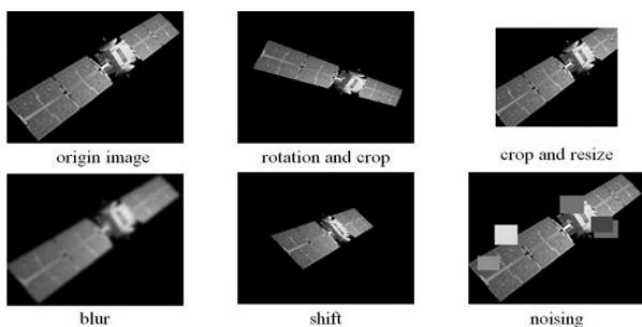 origin image
rotation and crop
crop and resize
blur
shift
noising